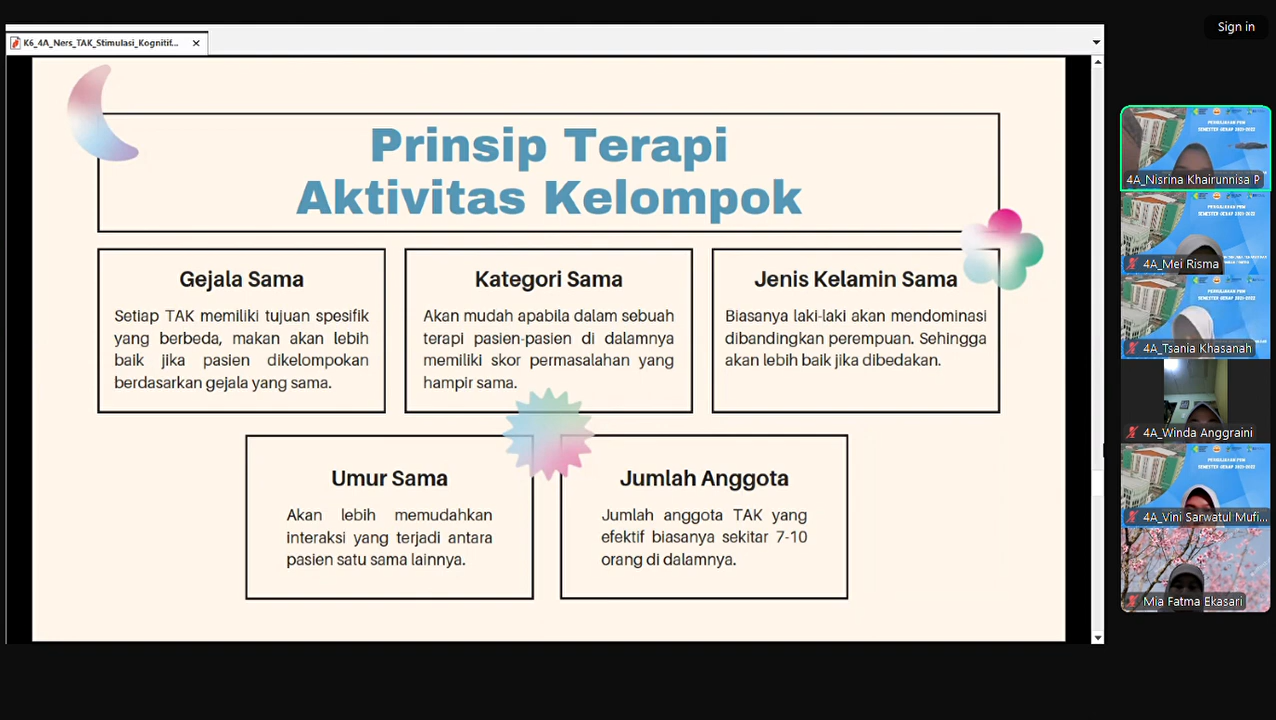 Sign in
K6_4A_Ners_TAK_Stimulasi_Kognitif...
Prinsip Terapi
Aktivitas Kelompok
Gejala Sama
Setiap TAK memiliki tujuan spesifik
yang berbeda, makan akan lebih
baik jika pasien dikelompokan
berdasarkan gejala yang sama.
Kategori Sama
Akan mudah apabila dalam sebuah
terapi pasien-pasien di dalamnya
memiliki skor permasalahan yang
hampir sama.
Jenis Kelamin Sama
Biasanya laki-laki akan mendominasi
dibandingkan perempuan. Sehingga
akan lebih baik jika dibedakan.
Umur Sama
Akan lebih memudahkan
interaksi yang terjadi antara
pasien satu sama lainnya.
Jumlah Anggota
Jumlah anggota TAK yang
efektif biasanya sekitar 7-10
orang di dalamnya.
4A_Nisrina Khairunnisa P
4A_Mei Risma
4A_Tsania Khasanah
4A_Winda Anggraini
4A_Vini Sarwatul Mufi...
Mia Fatma Ekasari